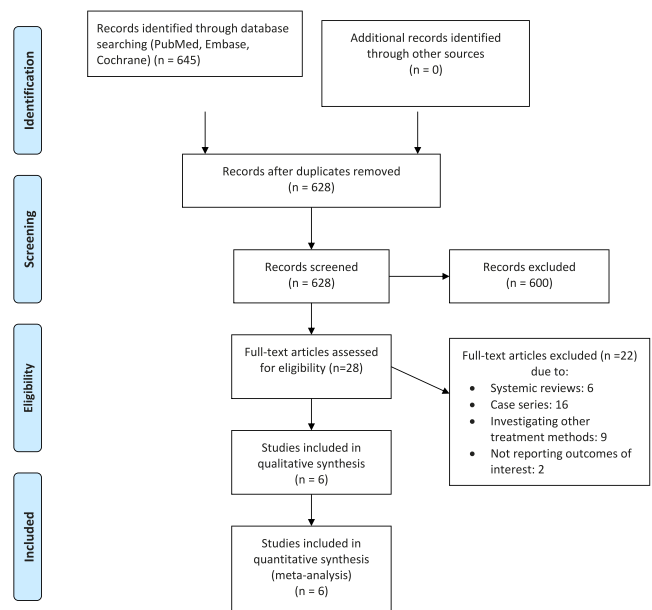 Identification
Records identified through database
searching (PubMed, Embase,
Cochrane) (n = 645)
Additional records identified
through other sources
(n = 0)
Records after duplicates removed
(n = 628)
Screening
Records screened
(n = 628)
Records excluded
(n = 600)
Eligibility
Full-text articles assessed
for eligibility (n=28)
Full-text articles excluded (n =22)
due to:
• Systemic reviews: 6
• Case series: 16
• Investigating other
treatment methods: 9
• Not reporting outcomes of
interest: 2
Studies included in
qualitative synthesis
(n = 6)
Included
Studies included in
quantitative synthesis
(meta-analysis)
(n = 6)